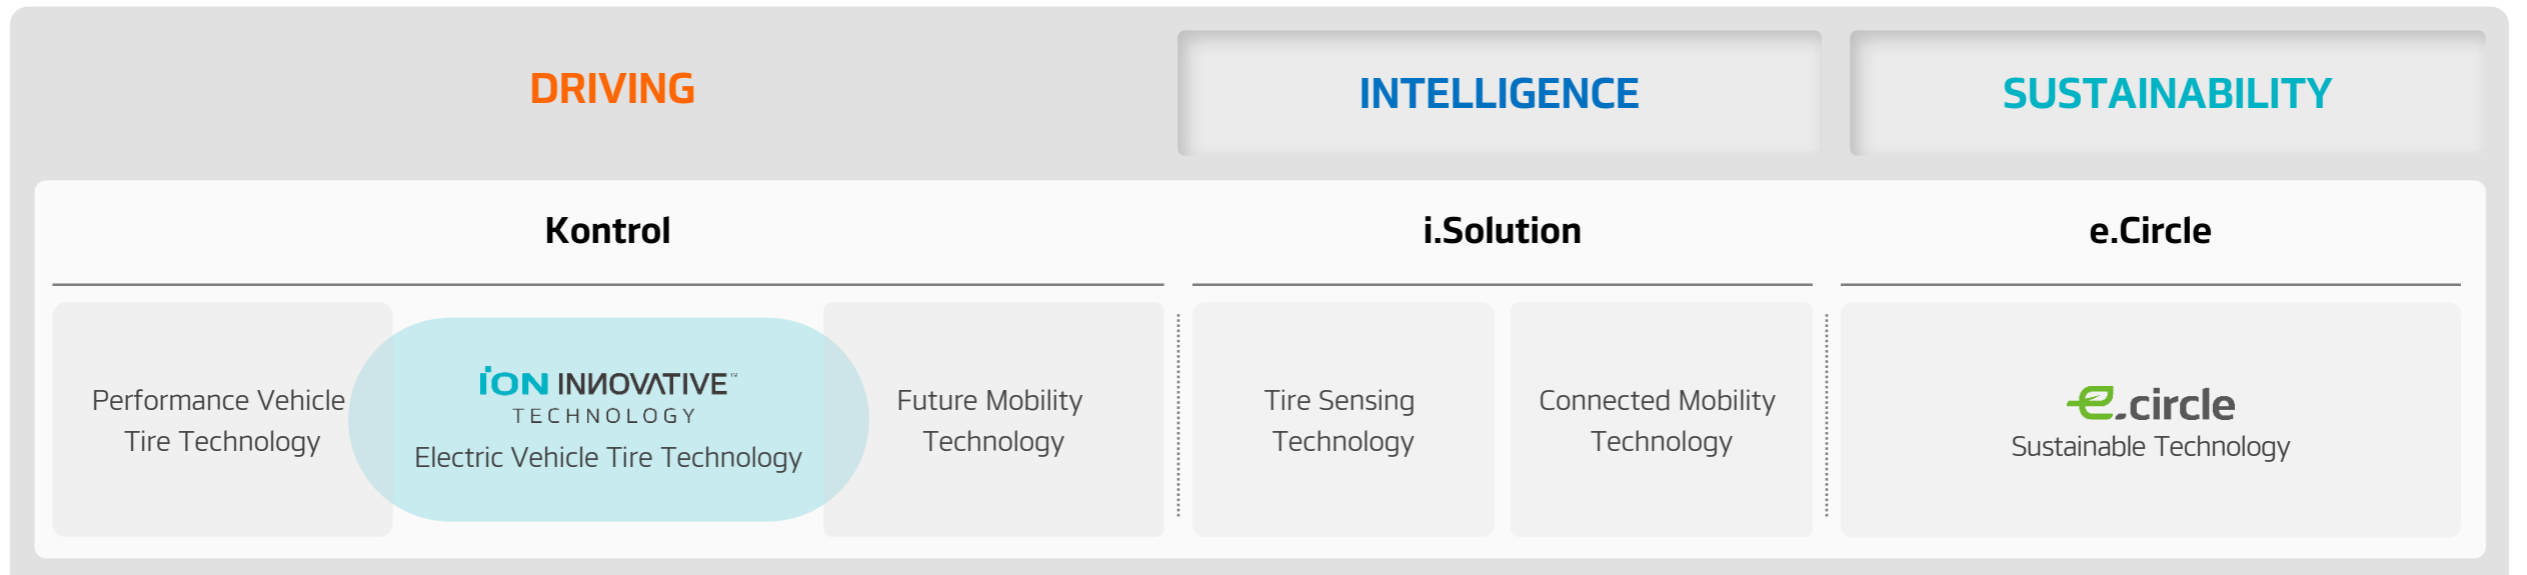 DRIVING
INTELLIGENCE
SUSTAINABILITY
Kontrol
i.Solution
e.Circle
Performance Vehicle
Tire Technology
iON INNOVATIVE™
TECHNOLOGY
Electric Vehicle Tire Technology
Future Mobility
Technology
Tire Sensing
Technology
Connected Mobility
Technology
e.circle
Sustainable Technology